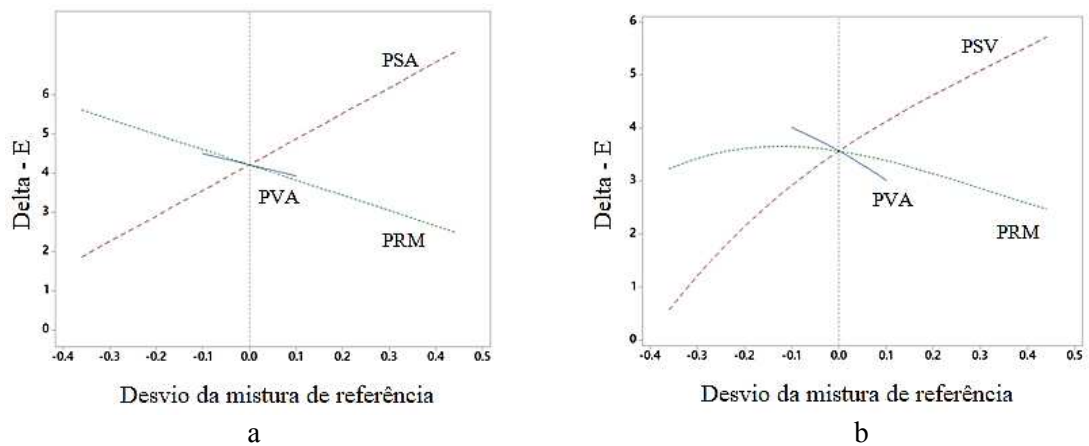 PSA
6
5
4
3
2
1
0
Delta - E
PVA
PRM
-0.4 -0.3 -0.2 -0.1 0.0 0.1 0.2 0.3 0.4 0.5
Desvio da mistura de referência
a
6
5
4
3
2
1
0
Delta - E
PSV
PVA
PRM
-0.4 -0.3 -0.2 -0.1 0.0 0.1 0.2 0.3 0.4 0.5
Desvio da mistura de referência
b